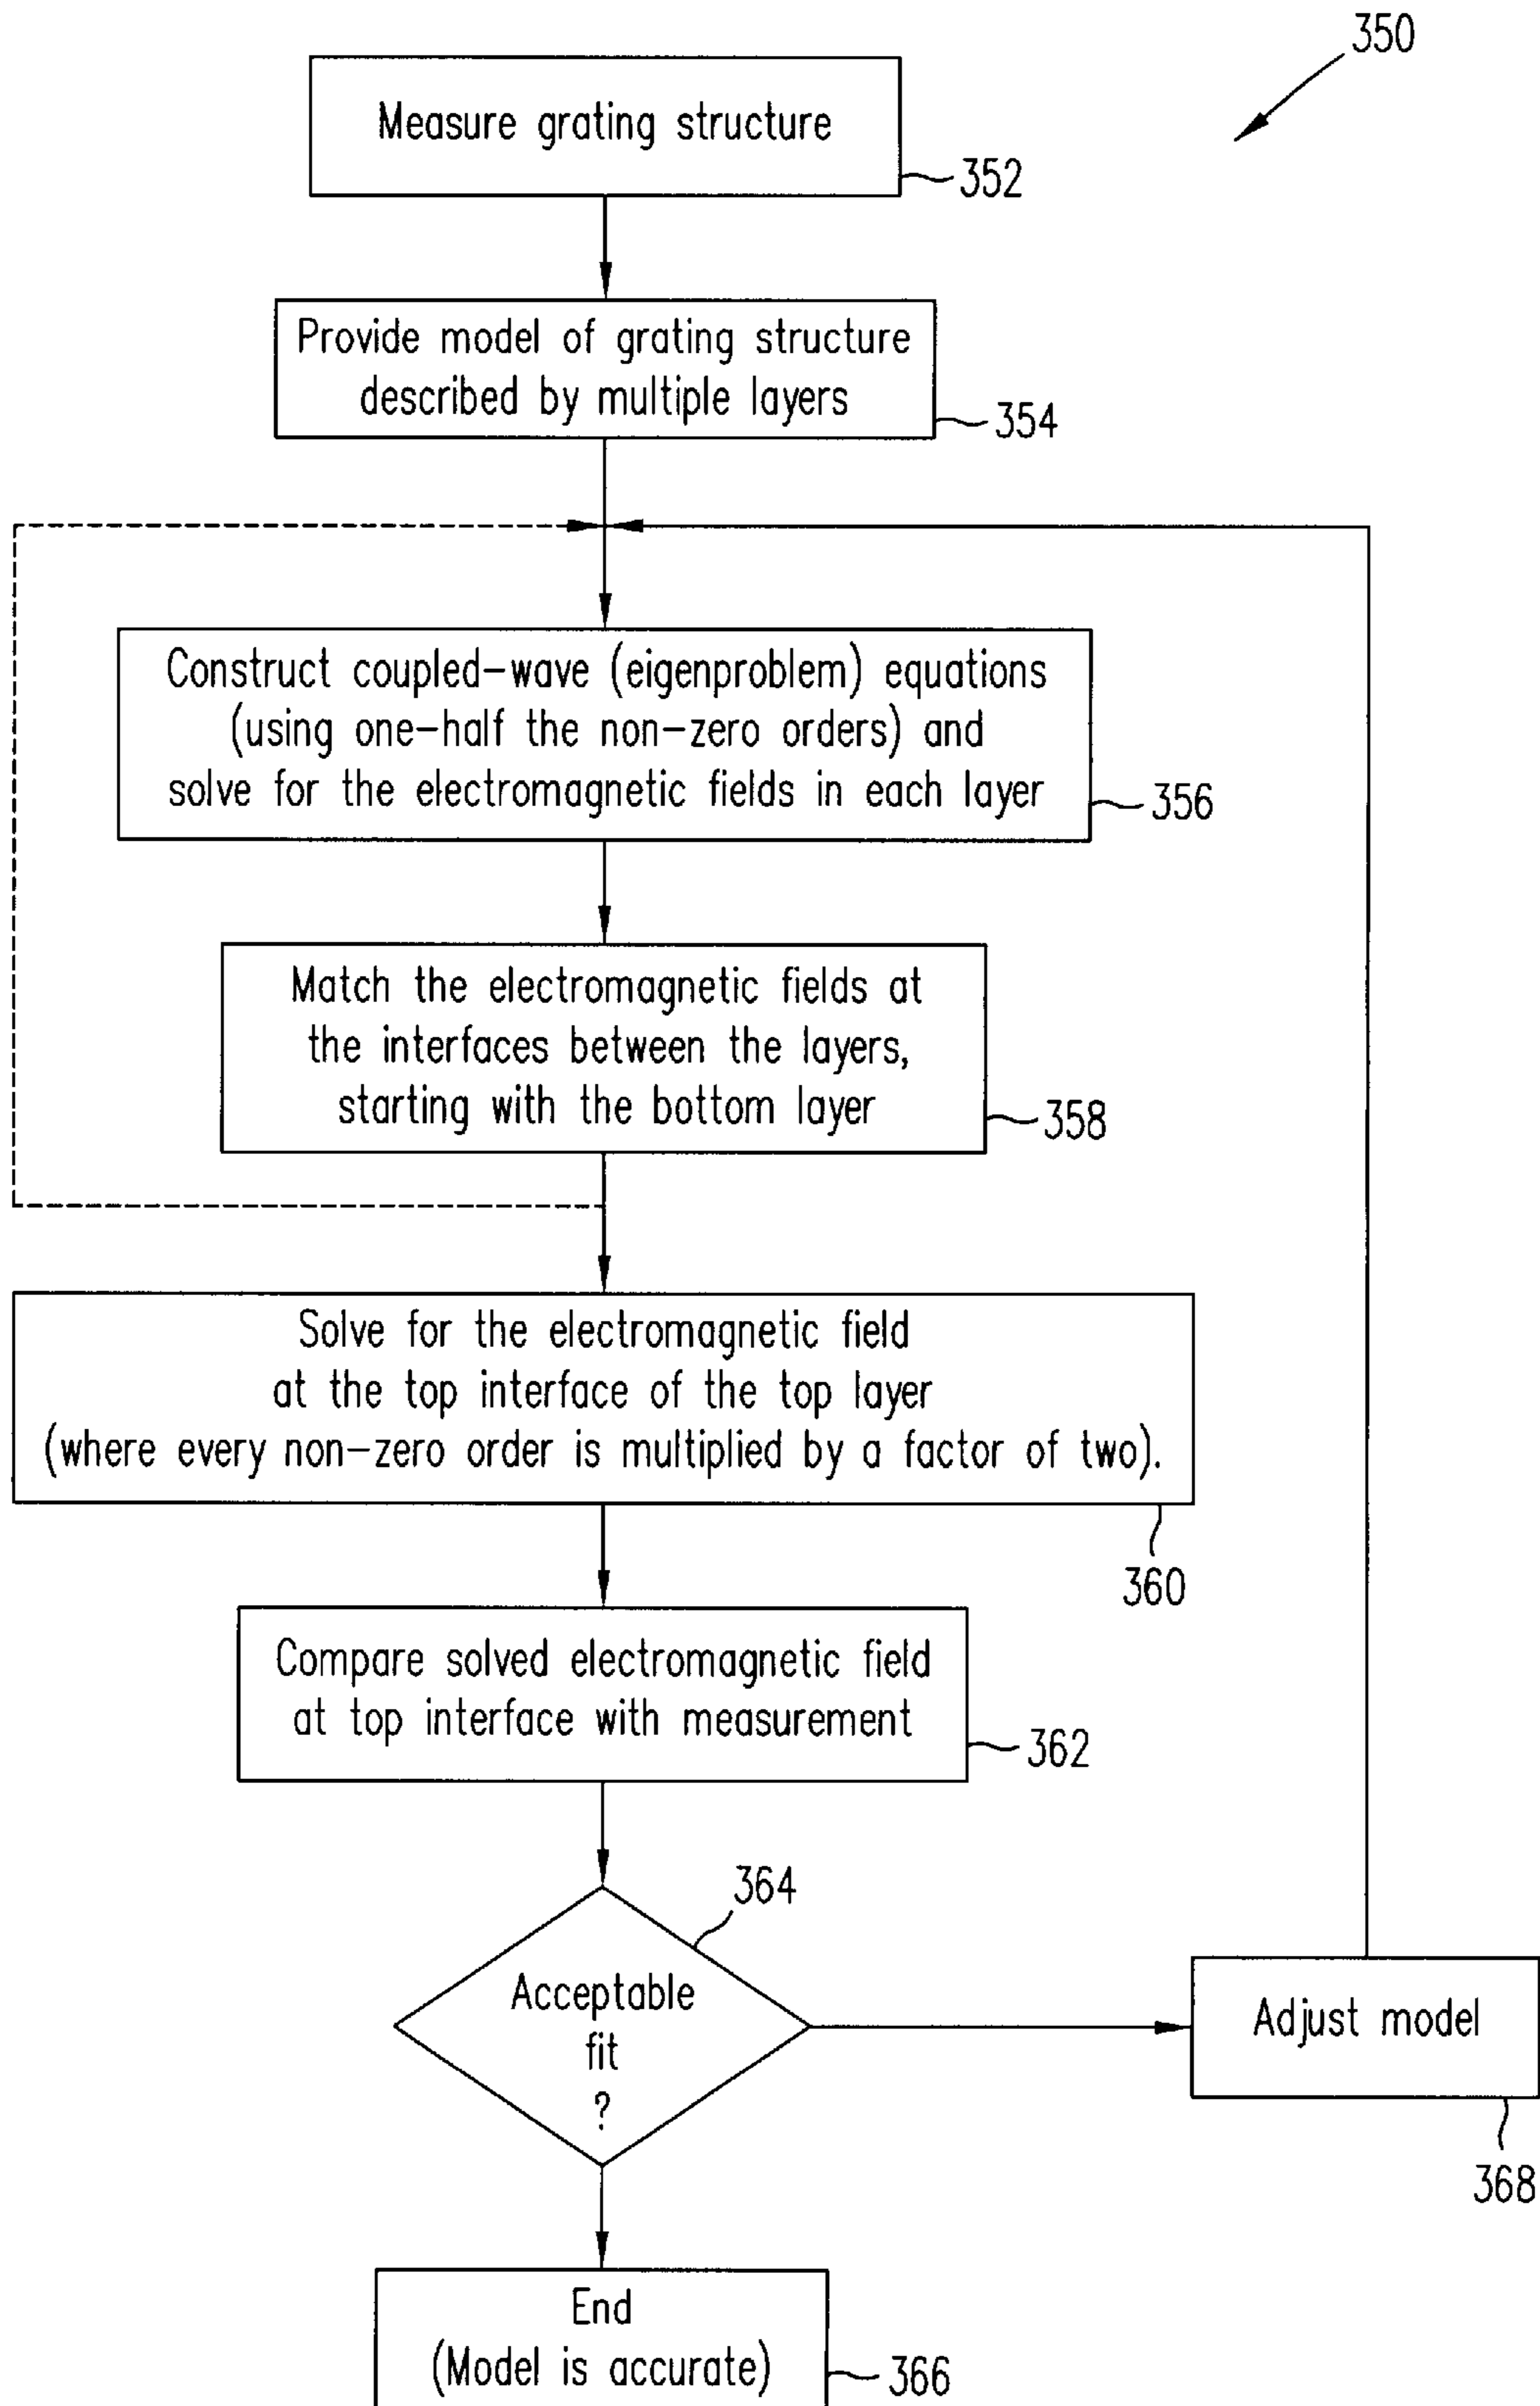 350
Measure grating structure
352
Provide model of grating structure
described by multiple layers
354
Construct coupled-wave (eigenproblem) equations
(using one-half the non-zero orders) and
solve for the electromagnetic fields in each layer
356
Match the electromagnetic fields at
the interfaces between the layers,
starting with the bottom layer
358
Solve for the electromagnetic field
at the top interface of the top layer
(where every non-zero order is multiplied by a factor of two).
360
Compare solved electromagnetic field
at top interface with measurement
362
364
Acceptable
fit
?
Adjust model
368
End
(Model is accurate)
366